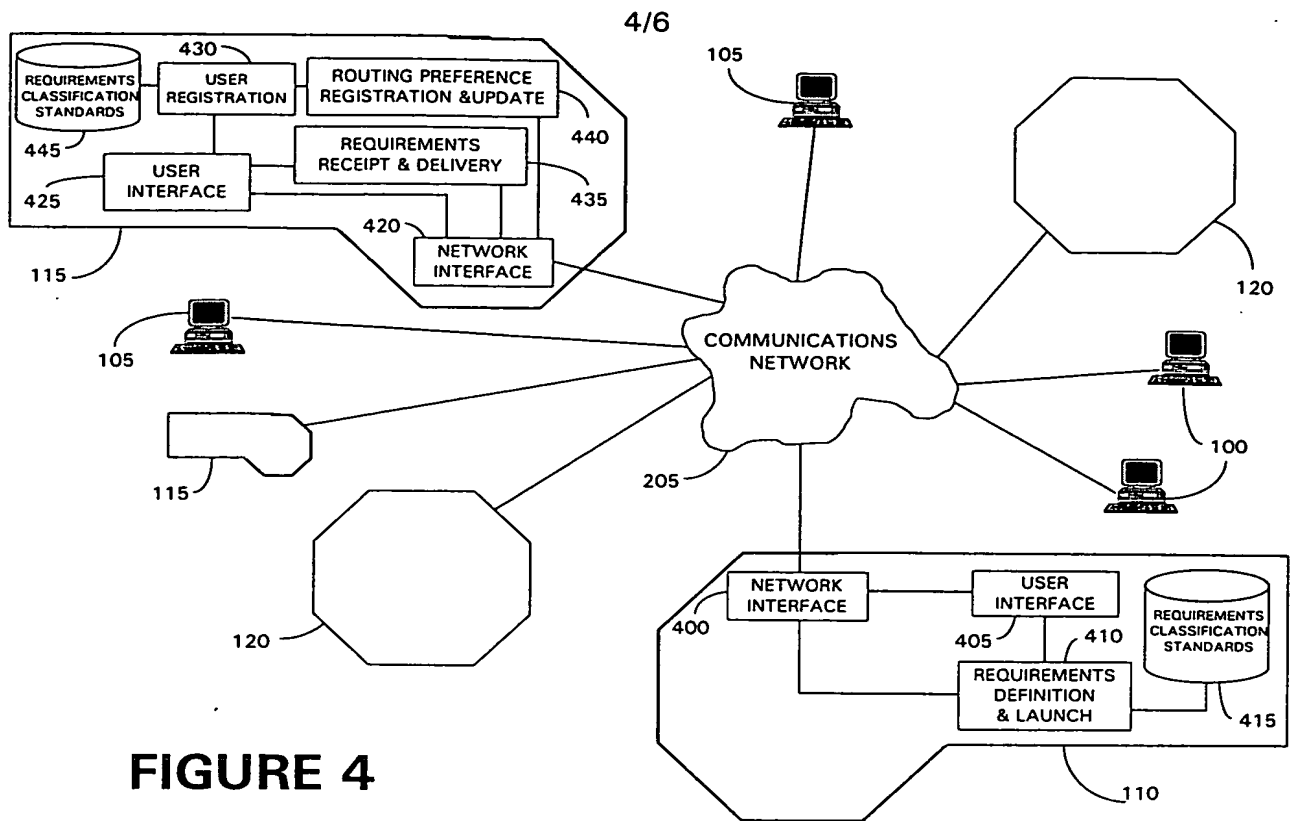 4/6
430
REQUIREMENTS
CLASSIFICATION
STANDARDS
USER
REGISTRATION
ROUTING PREFERENCE
REGISTRATION &UPDATE
445
440
REQUIREMENTS
RECEIPT & DELIVERY
425
USER
INTERFACE
435
420
NETWORK
INTERFACE
115
105
120
105
COMMUNICATIONS
NETWORK
100
115
205
120
NETWORK
INTERFACE
400
USER
INTERFACE
405
410
REQUIREMENTS
CLASSIFICATION
STANDARDS
REQUIREMENTS
DEFINITION
& LAUNCH
415
110
FIGURE 4